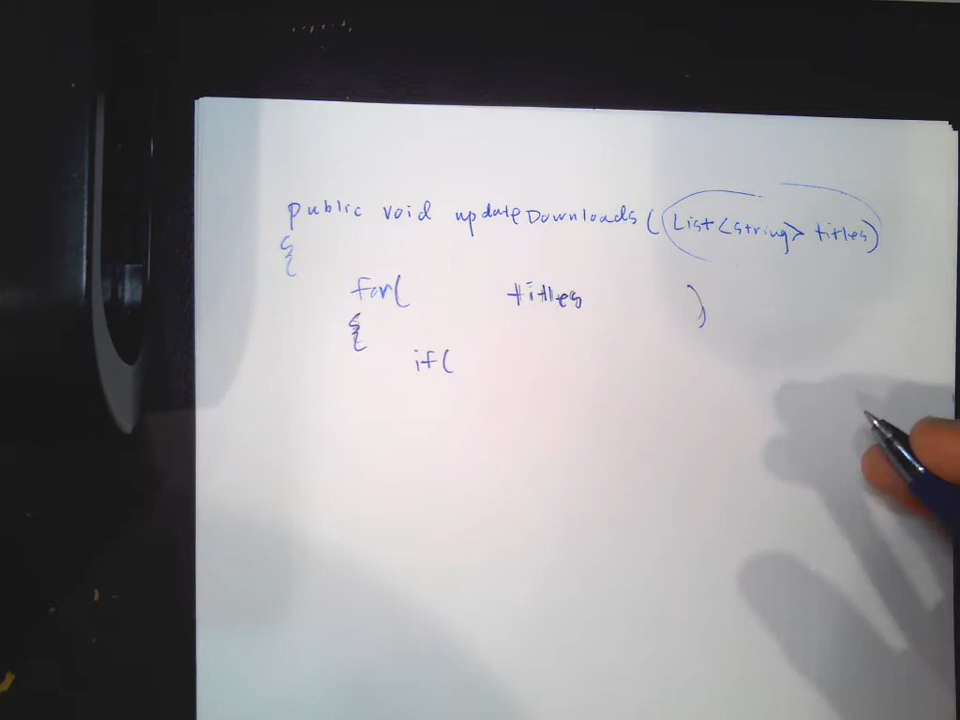 public void updateDownloads (List<string> titles)
{
for( titles )
{
if(